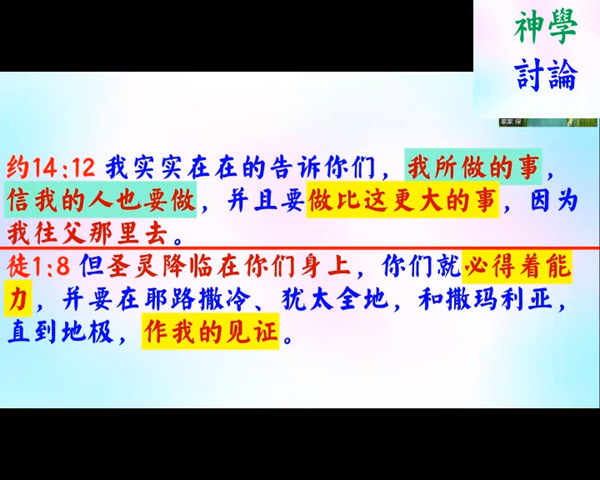 神學
討論
约14:12 我实实在在的告诉你们，我所做的事，
信我的人也要做，并且要做比这更大的事，因为
我往父那里去。
徒1:8 但圣灵降临在你们身上，你们就必得着能
力，并要在耶路撒冷、犹太全地，和撒玛利亚，
直到地极，作我的见证。